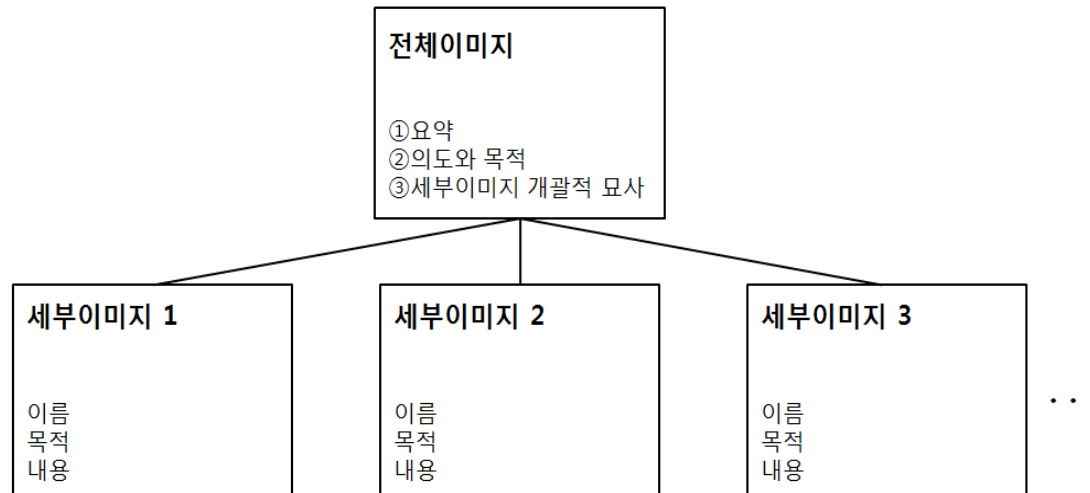 전체이미지
①요약
②의도와 목적
③세부이미지 개괄적 묘사
세부이미지 1
이름
목적
내용
세부이미지 2
이름
목적
내용
세부이미지 3
이름
목적
내용
. .